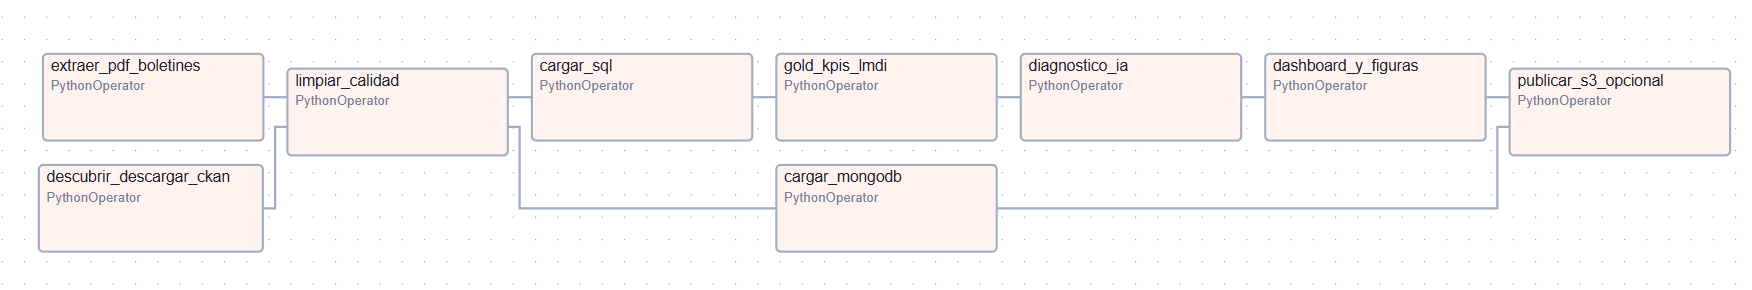 extraer_pdf_boletines
PythonOperator
descubrir_descargar_ckan
PythonOperator
limpiar_calidad
PythonOperator
cargar_sql
PythonOperator
gold_kpis_lmdi
PythonOperator
cargar_mongodb
PythonOperator
diagnostico_ia
PythonOperator
dashboard_y_figuras
PythonOperator
publicar_s3_opcional
PythonOperator